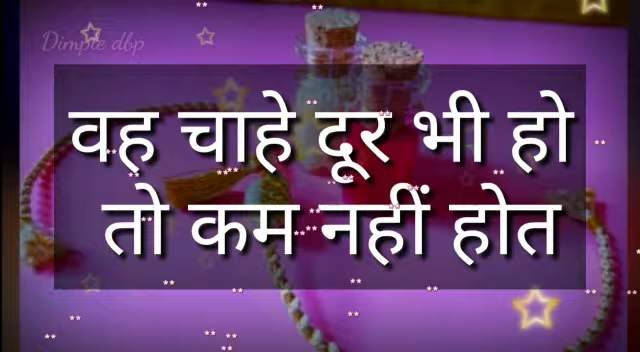 Dimple dbp
वह चाहे दूर भी हो
तो कम नहीं होत